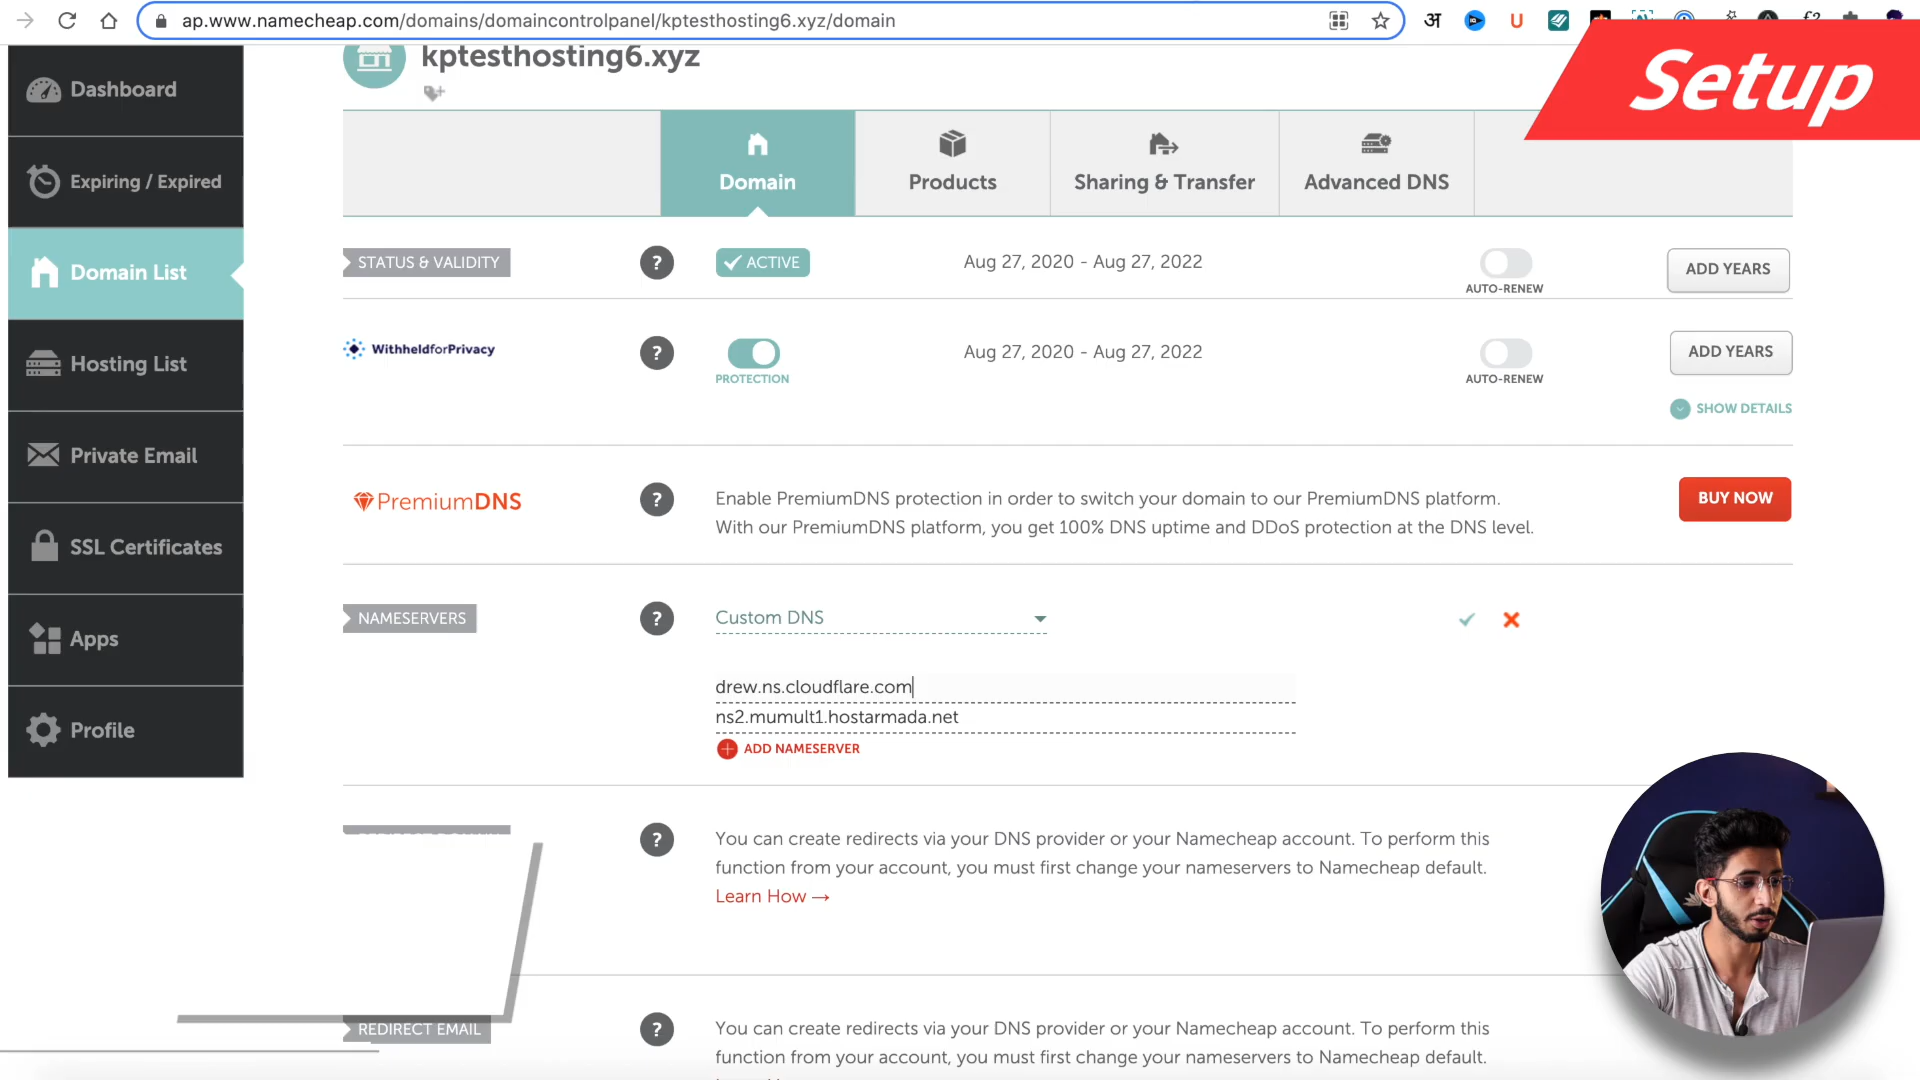 ap.www.namecheap.com/domains/domaincontrolpanel/kptesthosting6.xyz/domain
अ
U
Setup
kptesthosting6.xyz
Dashboard
Expiring / Expired
Domain List
Hosting List
Private Email
SSL Certificates
Apps
Profile
Domain
Products
Sharing & Transfer
Advanced DNS
STATUS & VALIDITY
?
ACTIVE
Aug 27, 2020 - Aug 27, 2022
AUTO-RENEW
ADD YEARS
WithheldforPrivacy
?
PROTECTION
Aug 27, 2020 - Aug 27, 2022
AUTO-RENEW
ADD YEARS
SHOW DETAILS
PremiumDNS
?
Enable PremiumDNS protection in order to switch your domain to our PremiumDNS platform.
With our PremiumDNS platform, you get 100% DNS uptime and DDoS protection at the DNS level.
BUY NOW
NAMESERVERS
?
Custom DNS
drew.ns.cloudflare.com
ns2.mumult1.hostarmada.net
ADD NAMESERVER
?
You can create redirects via your DNS provider or your Namecheap account. To perform this
function from your account, you must first change your nameservers to Namecheap default.
Learn How →
REDIRECT EMAIL
?
You can create redirects via your DNS provider or your Namecheap account. To perform this
function from your account, you must first change your nameservers to Namecheap default.